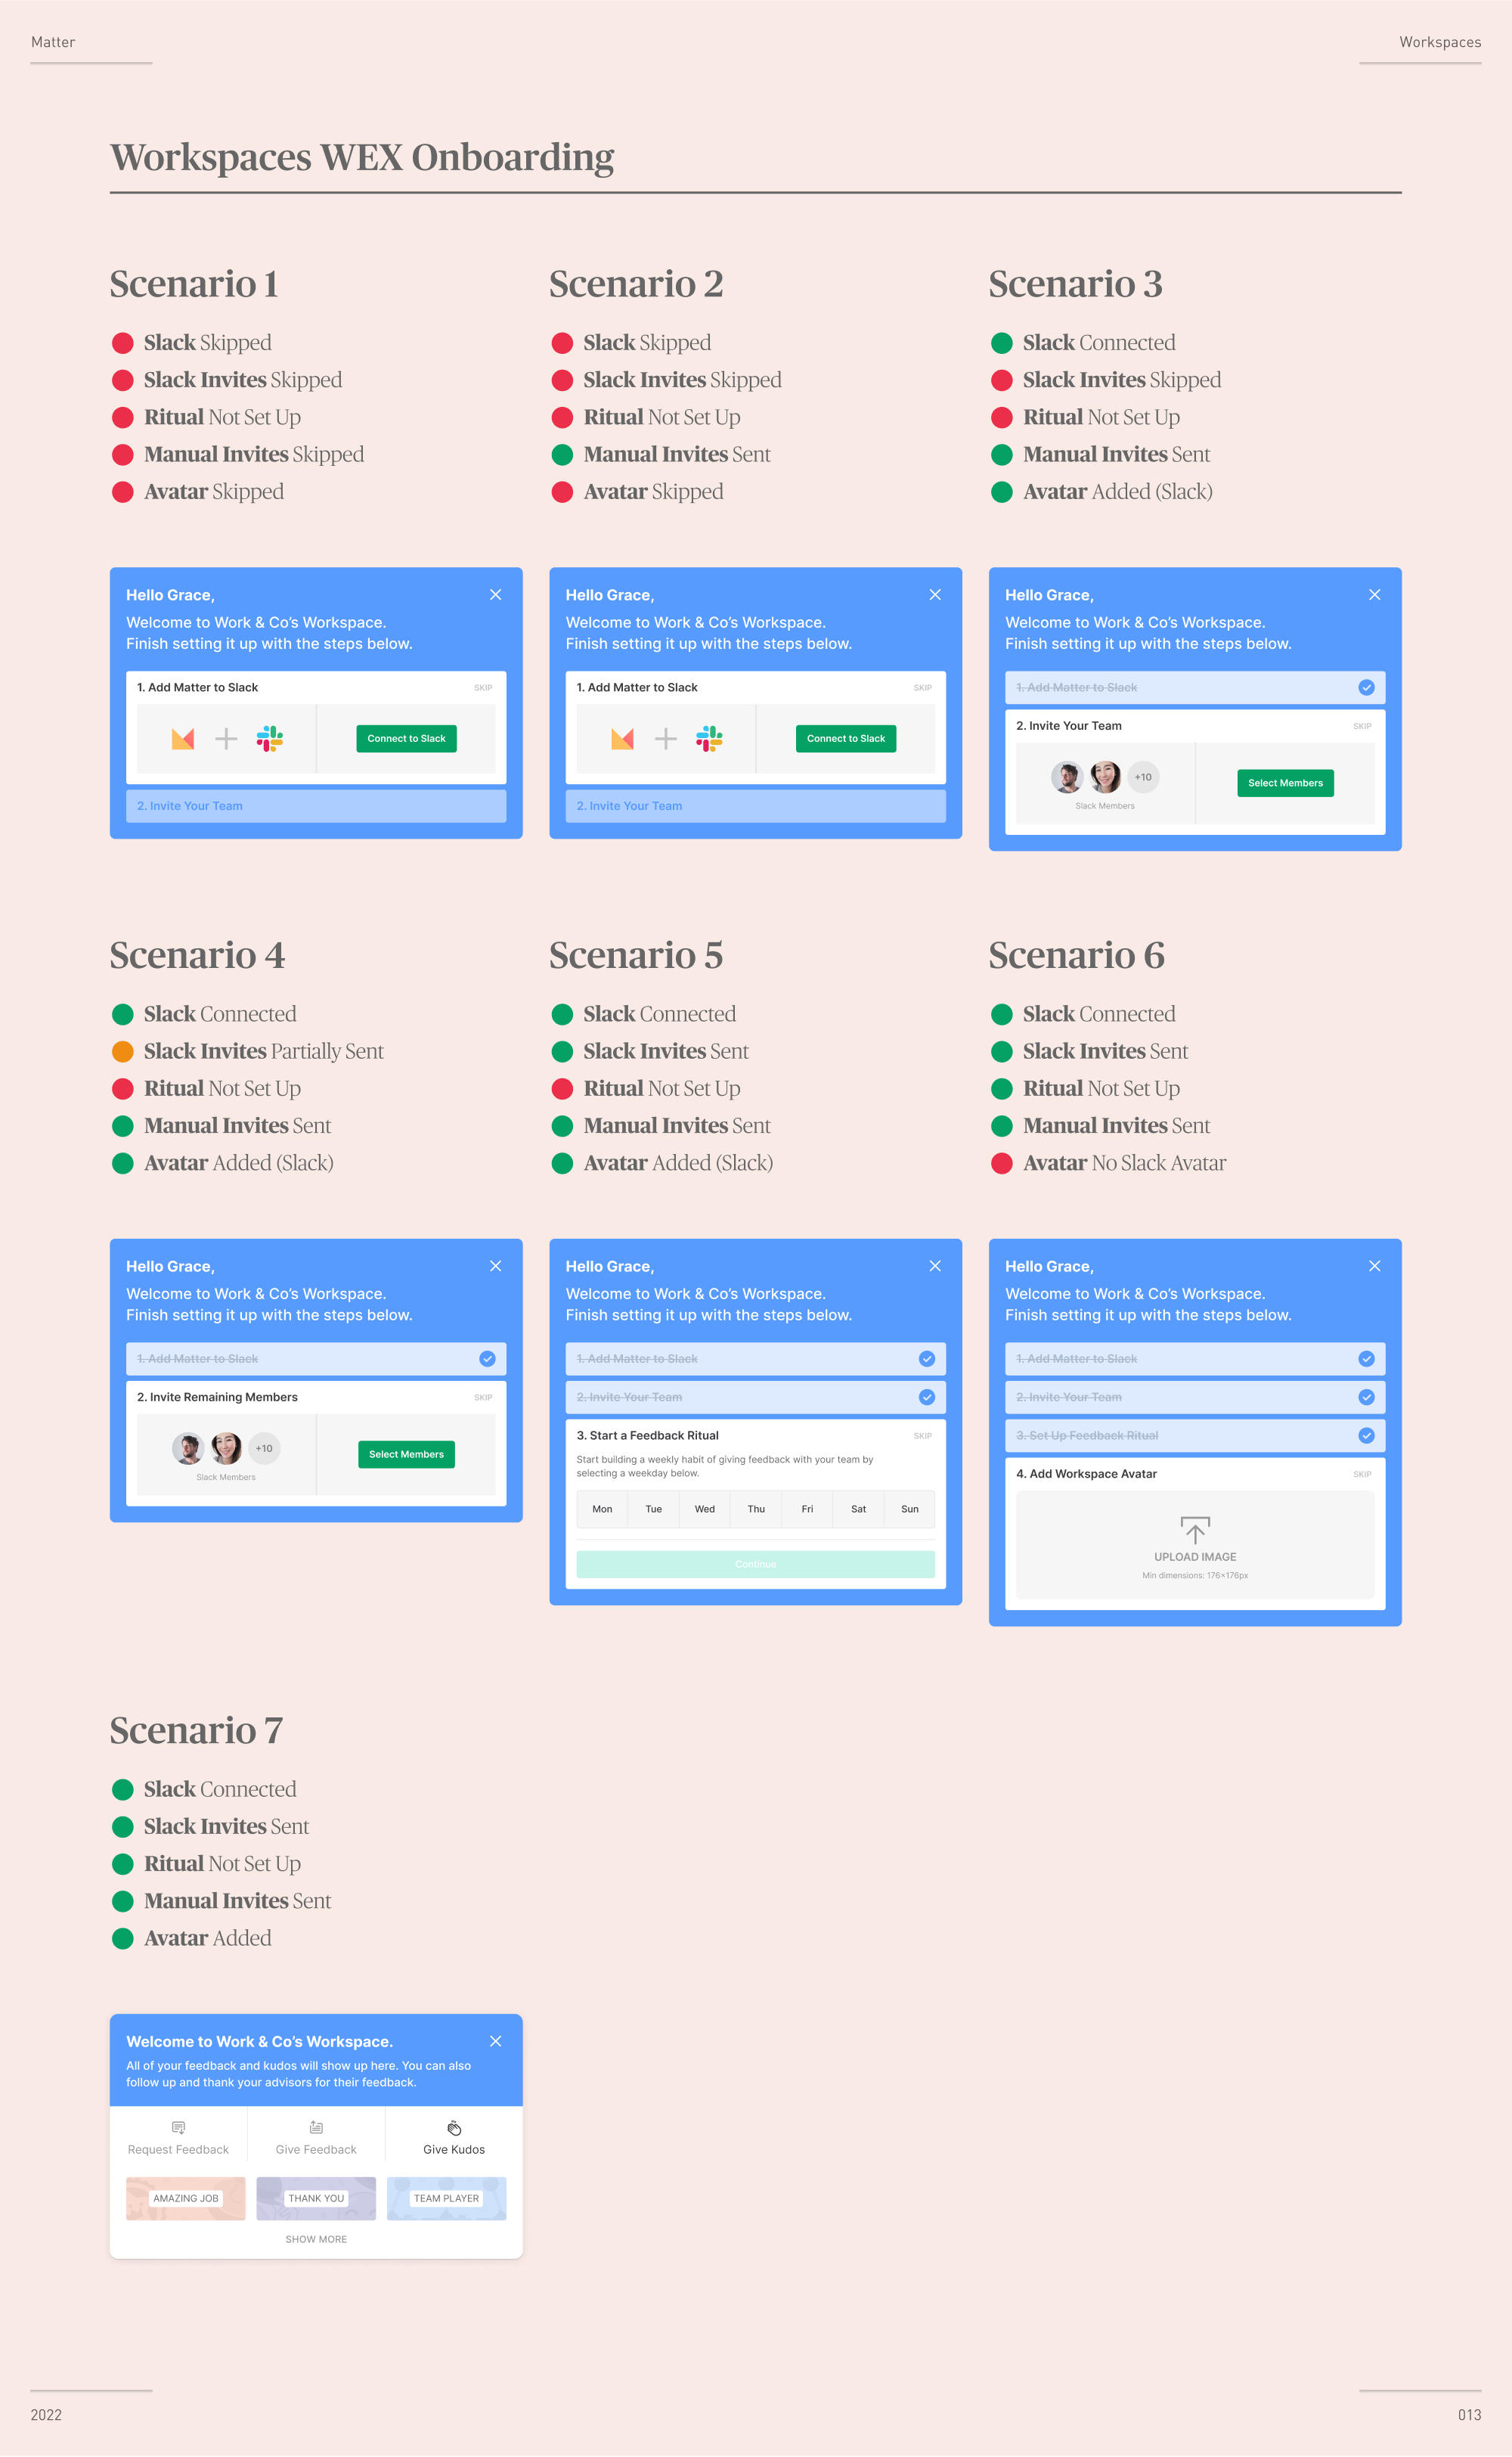 Matter
Workspaces
Workspaces WEX Onboarding
Scenario 1
Slack Skipped
Slack Invites Skipped
Ritual Not Set Up
Manual Invites Skipped
Avatar Skipped
Hello Grace,
Welcome to Work & Co’s Workspace.
Finish setting it up with the steps below.
1. Add Matter to Slack
SKIP
Connect to Slack
2. Invite Your Team
Scenario 2
Slack Skipped
Slack Invites Skipped
Ritual Not Set Up
Manual Invites Sent
Avatar Skipped
Hello Grace,
Welcome to Work & Co’s Workspace.
Finish setting it up with the steps below.
1. Add Matter to Slack
SKIP
Connect to Slack
2. Invite Your Team
Scenario 3
Slack Connected
Slack Invites Skipped
Ritual Not Set Up
Manual Invites Sent
Avatar Added (Slack)
Hello Grace,
Welcome to Work & Co’s Workspace.
Finish setting it up with the steps below.
1. Add Matter to Slack
2. Invite Your Team
SKIP
+10
Slack Members
Select Members
Scenario 4
Slack Connected
Slack Invites Partially Sent
Ritual Not Set Up
Manual Invites Sent
Avatar Added (Slack)
Hello Grace,
Welcome to Work & Co’s Workspace.
Finish setting it up with the steps below.
1. Add Matter to Slack
2. Invite Remaining Members
SKIP
+10
Slack Members
Select Members
Scenario 5
Slack Connected
Slack Invites Sent
Ritual Not Set Up
Manual Invites Sent
Avatar Added (Slack)
Hello Grace,
Welcome to Work & Co’s Workspace.
Finish setting it up with the steps below.
1. Add Matter to Slack
2. Invite Your Team
3. Start a Feedback Ritual
SKIP
Start building a weekly habit of giving feedback with your team by
selecting a weekday below.
Mon Tue Wed Thu Fri Sat Sun
Continue
Scenario 6
Slack Connected
Slack Invites Sent
Ritual Not Set Up
Manual Invites Sent
Avatar No Slack Avatar
Hello Grace,
Welcome to Work & Co’s Workspace.
Finish setting it up with the steps below.
1. Add Matter to Slack
2. Invite Your Team
3. Set Up Feedback Ritual
4. Add Workspace Avatar
SKIP
UPLOAD IMAGE
Min dimensions: 176×176px
Scenario 7
Slack Connected
Slack Invites Sent
Ritual Not Set Up
Manual Invites Sent
Avatar Added
Welcome to Work & Co’s Workspace.
All of your feedback and kudos will show up here. You can also
follow up and thank your advisors for their feedback.
Request Feedback
Give Feedback
Give Kudos
AMAZING JOB
THANK YOU
TEAM PLAYER
SHOW MORE
2022
013